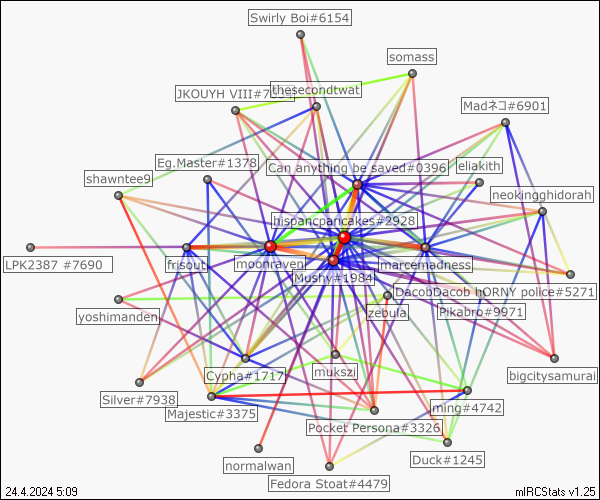 Swirly Boi#6154
somass
JKOUYH VIII#7
thesecondtwat
Madネコ#6901
Eg.Master#1378
Can anything be saved#0396
eliakith
shawntee9
neokingghidorah
hispancpancakes#2928
LPK2387 #7690
frisout
moonraven
marcemadness
Mushy#1984
DacobDacob hORNY police#5271
yoshimanden
zebula
Pikabro#9971
Cypha#1717
mukszi
bigcitysamurai
Silver#7938
Majestic#3375
ming#4742
Pocket Persona#3326
normalwan
Duck#1245
Fedora Stoat#4479
24.4.2024 5:09
mIRCStats v1.25